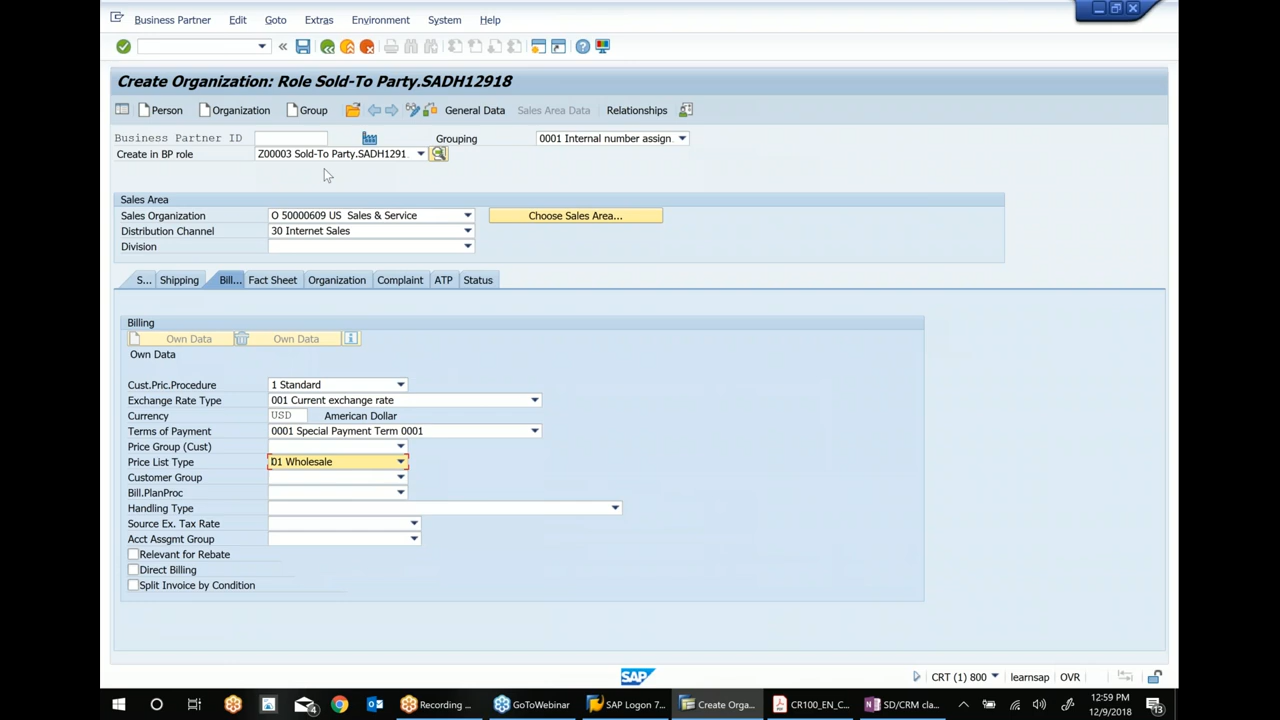 Business Partner Edit Goto Extras Environment System Help
Create Organization: Role Sold-To Party.SADH12918
Person Organization Group General Data Sales Area Data Relationships
Business Partner ID Grouping 0001 Internal number assign
Create in BP role Z00003 Sold-To Party.SADH1291
Sales Area
Sales Organization O 50000609 US Sales & Service Choose Sales Area...
Distribution Channel 30 Internet Sales
Division
S... Shipping Bill... Fact Sheet Organization Complaint ATP Status
Billing
Own Data Own Data
Own Data
Cust.Pric.Procedure 1 Standard
Exchange Rate Type 001 Current exchange rate
Currency USD American Dollar
Terms of Payment 0001 Special Payment Term 0001
Price Group (Cust)
Price List Type 01 Wholesale
Customer Group
Bill.PlanProc
Handling Type
Source Ex. Tax Rate
Acct Assgmt Group
Relevant for Rebate
Direct Billing
Split Invoice by Condition
SAP CRT (1) 800 learnsap OVR
4 Recording ... GoToWebinar SAP Logon 7... Create Orga... CR100_EN_C... SD/CRM cla... 12:59 PM
12/9/2018 13